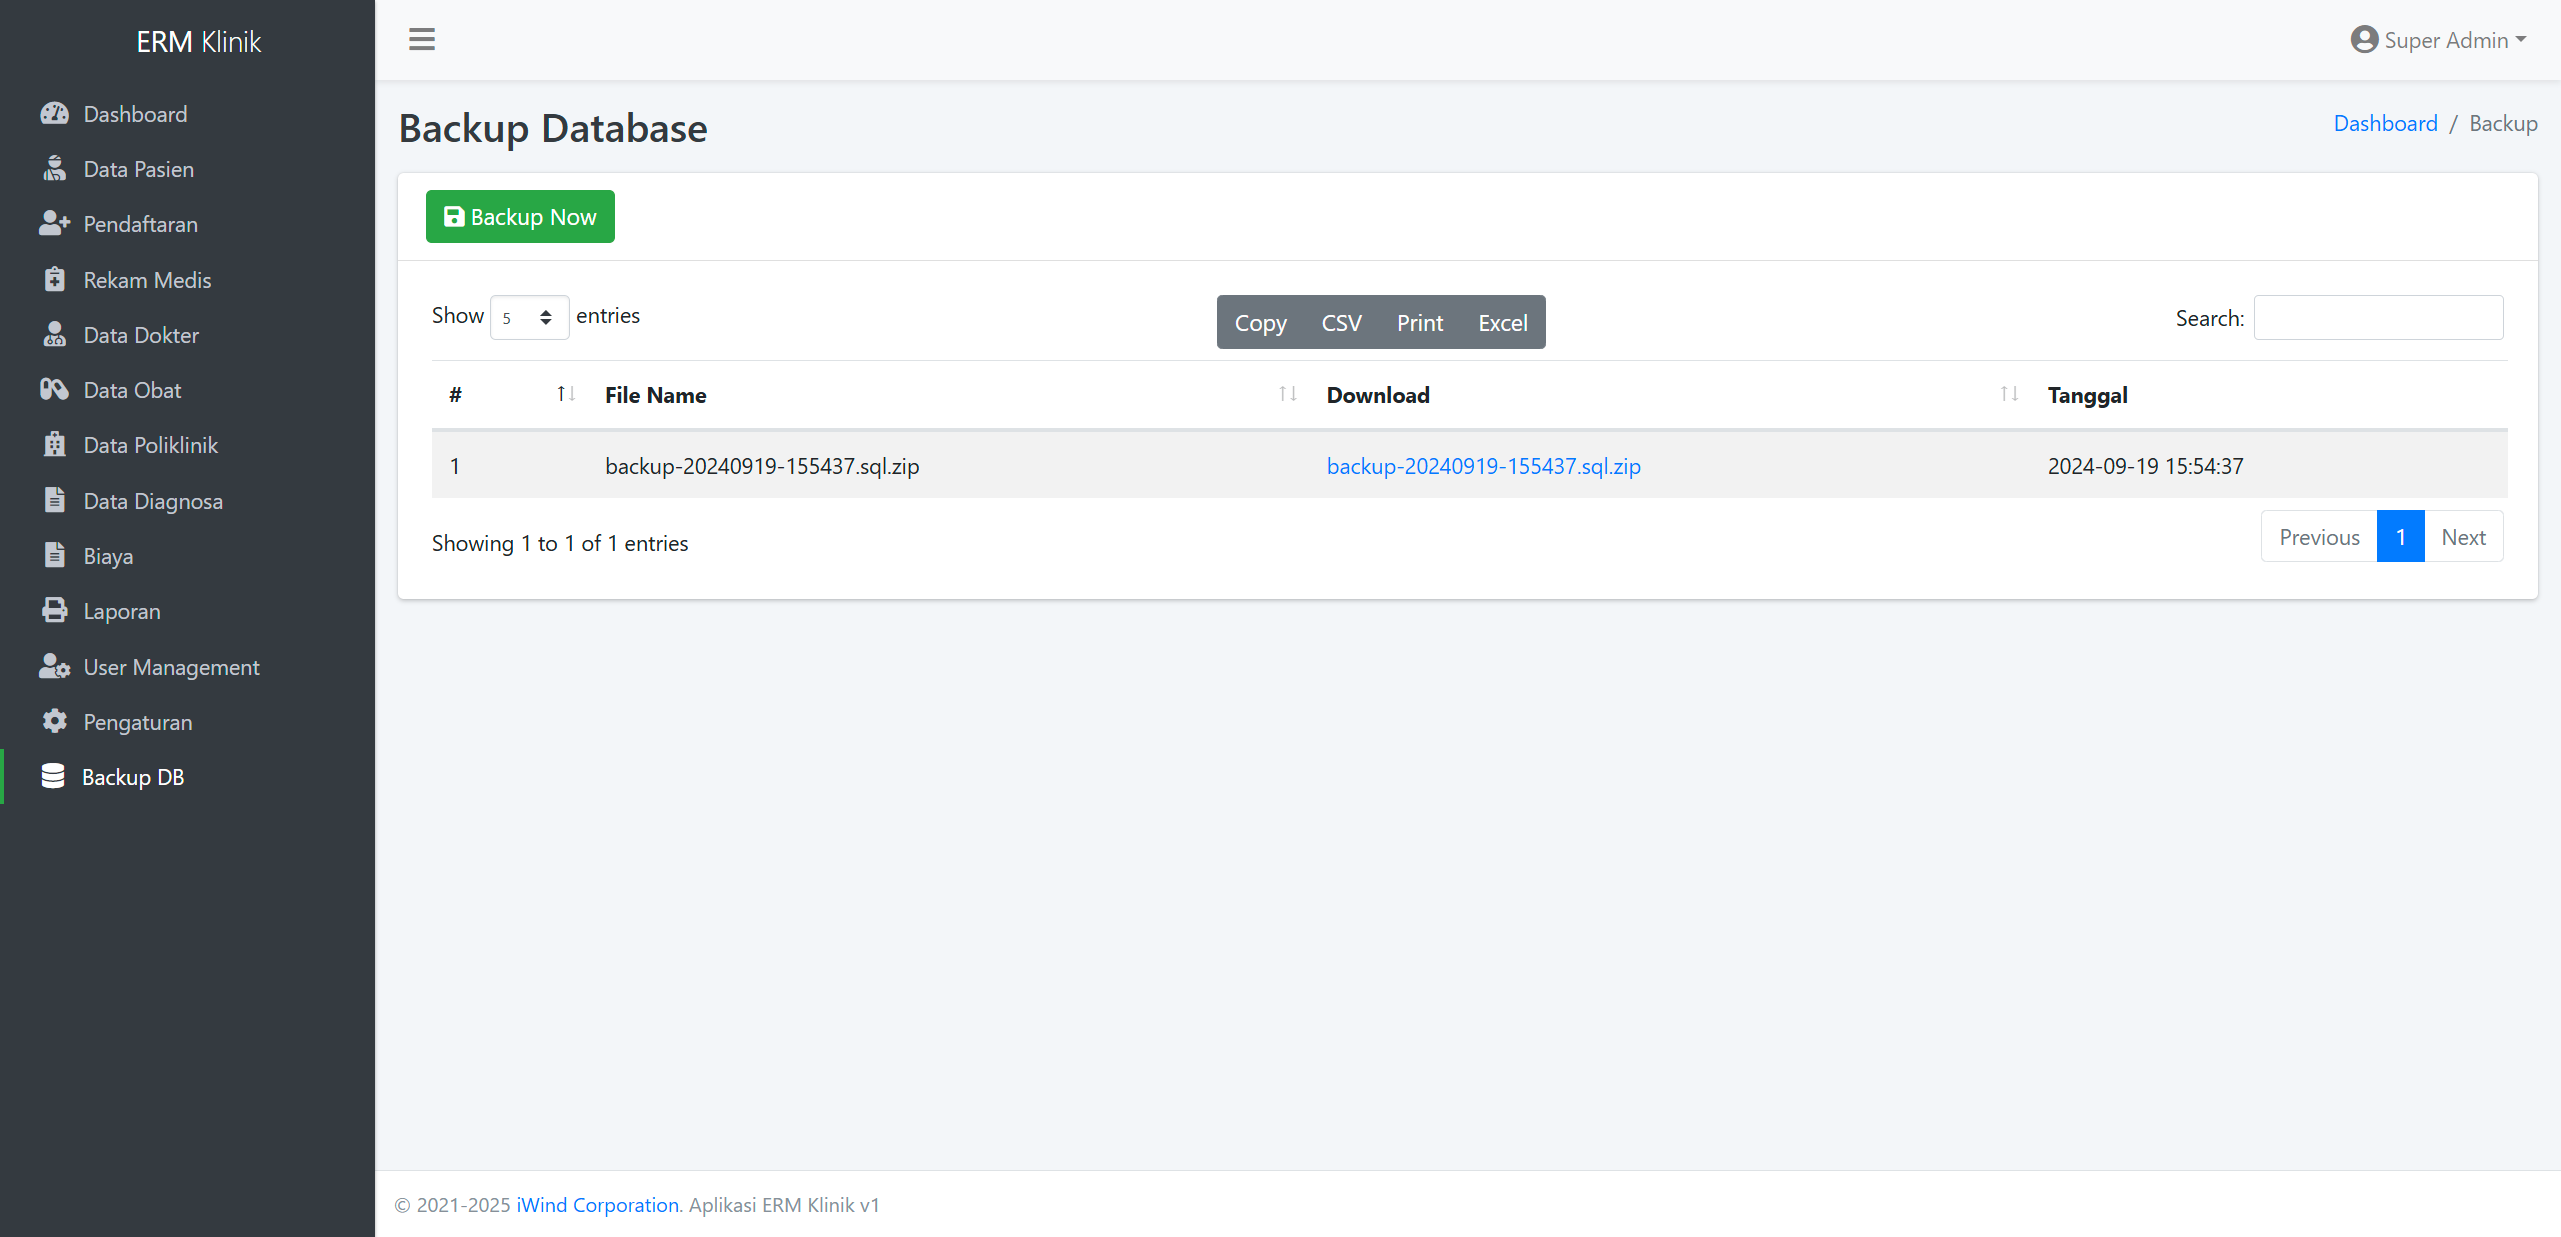 ERM Klinik
Super Admin
Dashboard
Data Pasien
Pendaftaran
Rekam Medis
Data Dokter
Data Obat
Data Poliklinik
Data Diagnosa
Biaya
Laporan
User Management
Pengaturan
Backup DB
Backup Database
Dashboard / Backup
Backup Now
Show 5 entries
Copy CSV Print Excel
Search:
# File Name Download Tanggal
1 backup-20240919-155437.sql.zip backup-20240919-155437.sql.zip 2024-09-19 15:54:37
Showing 1 to 1 of 1 entries
Previous 1 Next
© 2021-2025 iWind Corporation. Aplikasi ERM Klinik v1